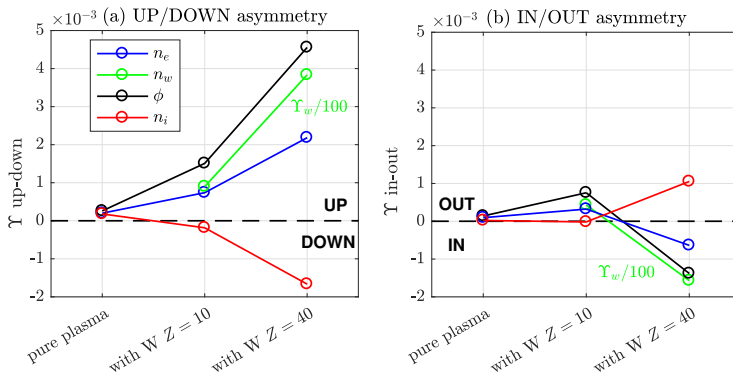 ×10⁻³ (a) UP/DOWN asymmetry
5
4
3
2
1
0
-1
-2
ϒ up-down
n_e
n_w
ϕ
n_i
ϒ_w/100
UP
DOWN
pure plasma
with W Z = 10
with W Z = 40
×10⁻³ (b) IN/OUT asymmetry
5
4
3
2
1
0
-1
-2
ϒ in-out
OUT
IN
ϒ_w/100
pure plasma
with W Z = 10
with W Z = 40